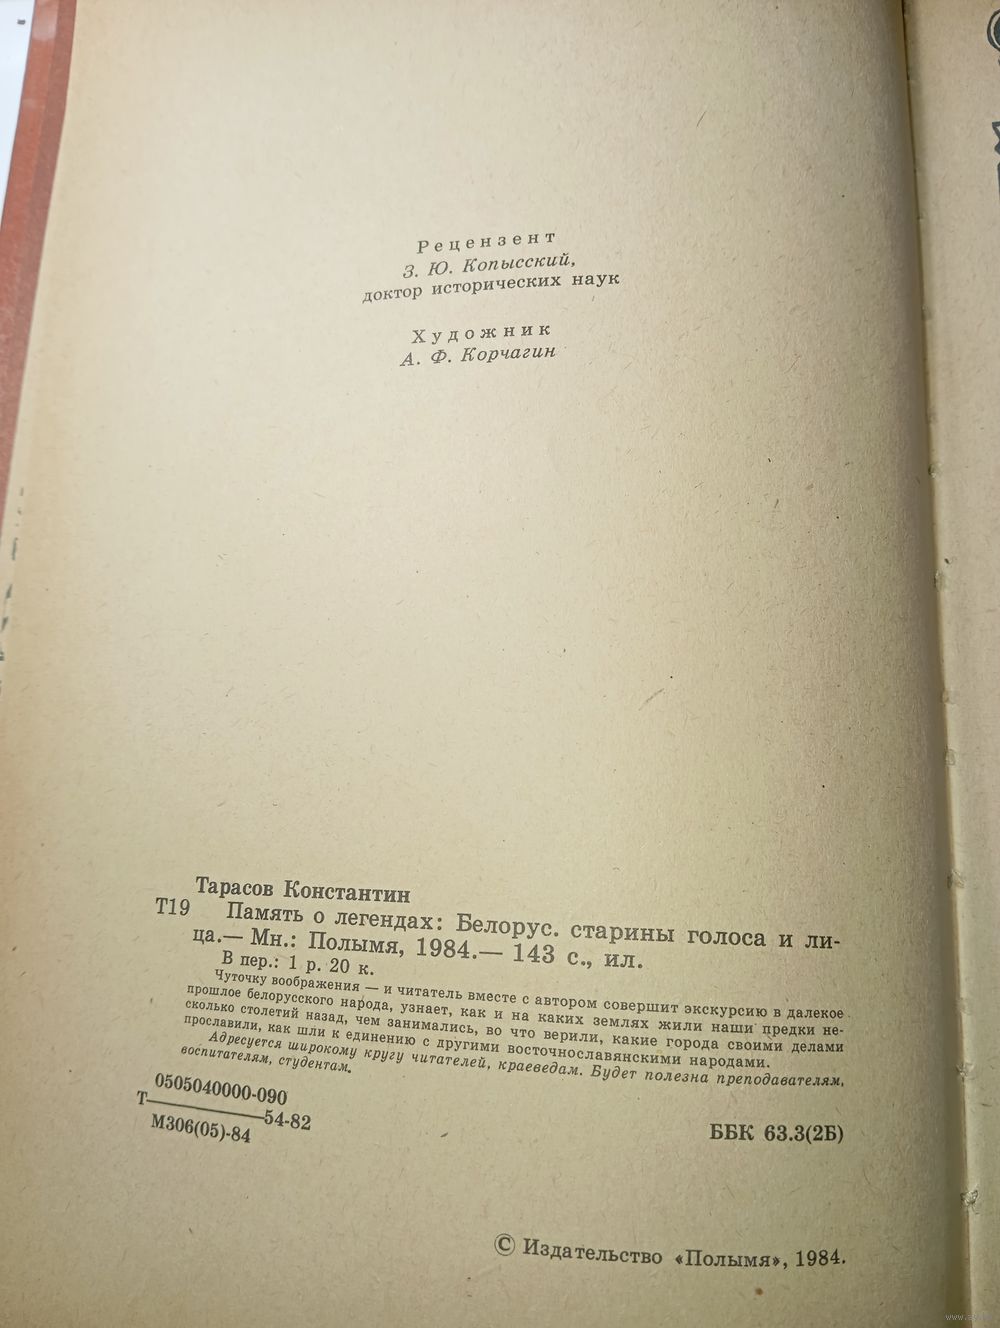 Рецензент
З. Ю. Копысский,
доктор исторических наук
Художник
А. Ф. Корчагин
Тарасов Константин
Т19 Память о легендах: Белорус. старины голоса и ли-
ца.— Мн.: Полымя, 1984.— 143 с., ил.
В пер.: 1 р. 20 к.
Чуточку воображения — и читатель вместе с автором совершит экскурсию в далекое
прошлое белорусского народа, узнает, как и на каких землях жили наши предки не-
сколько столетий назад, чем занимались, во что верили, какие города своими делами
прославили, как шли к единению с другими восточнославянскими народами.
Адресуется широкому кругу читателей, краеведам. Будет полезна преподавателям,
воспитателям, студентам.
0505040000-090
Т 54-82
М306(05)-84
ББК 63.3(2Б)
© Издательство «Полымя», 1984.